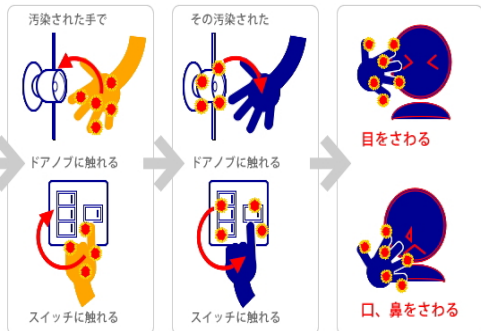 汚染された手で
ドアノブに触れる
スイッチに触れる
その汚染された
ドアノブに触れる
スイッチに触れる
目をさわる
口、鼻をさわる